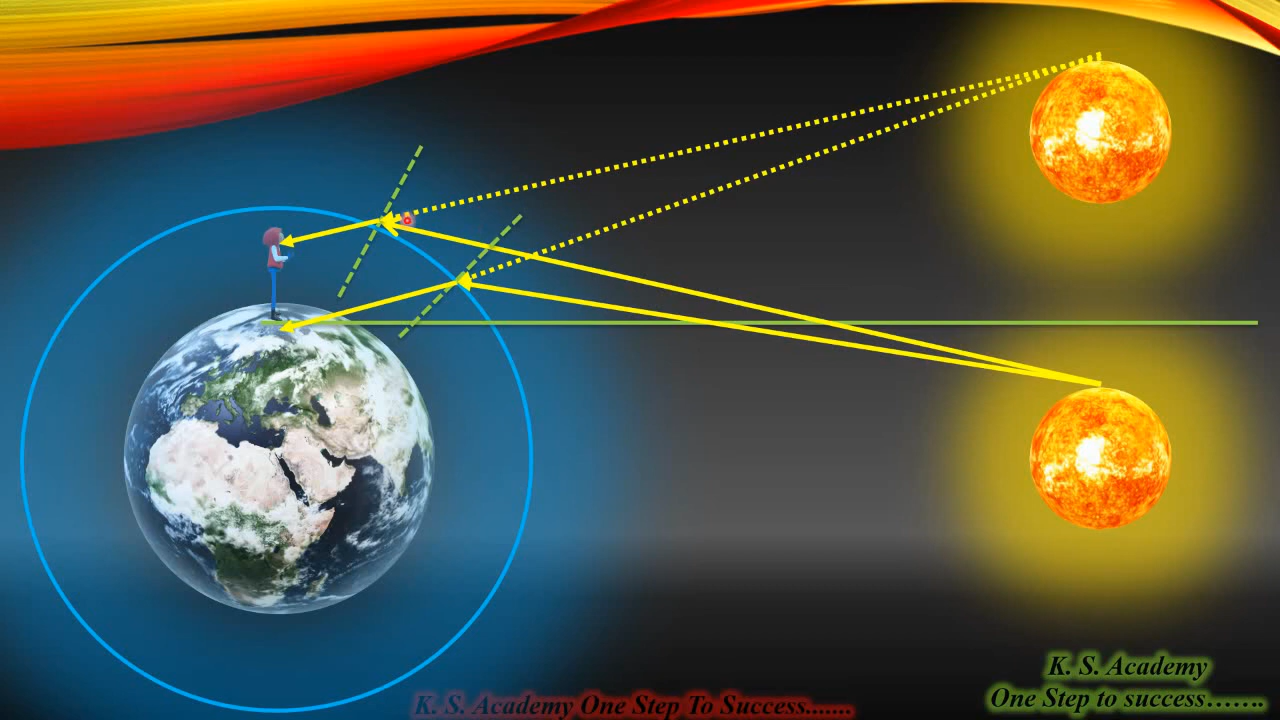 K. S. Academy
One Step to success…….
K. S. Academy One Step To Success.......